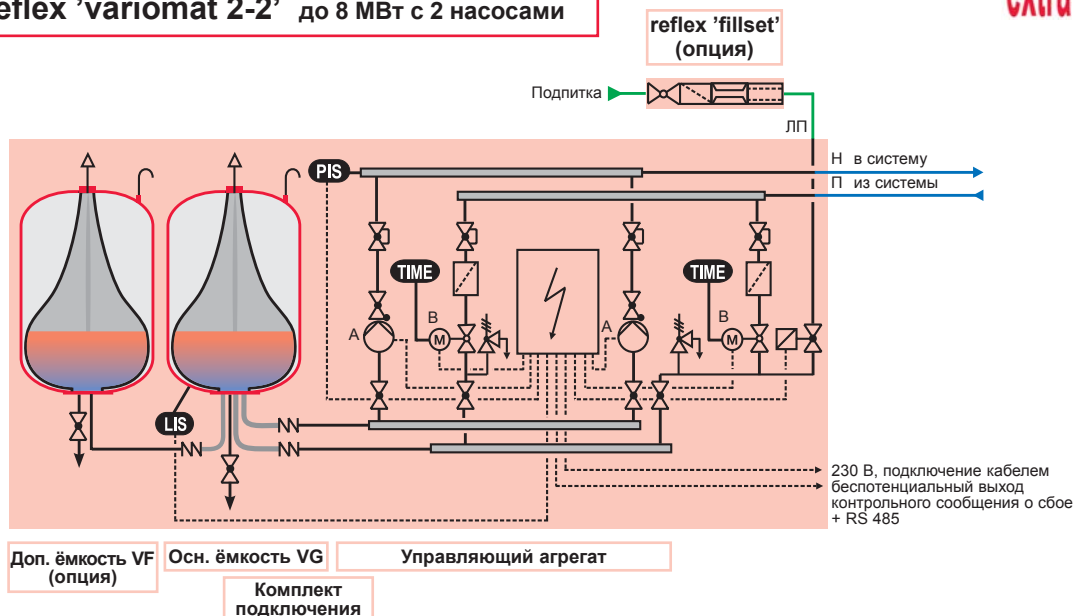 reflex 'variomat 2-2' до 8 МВт с 2 насосами
extra
reflex 'fillset'
(опция)
Подпитка
ЛП
Н в систему
П из системы
PIS
TIME
TIME
A
B
M
A
B
M
LIS
230 В, подключение кабелем
беспотенциальный выход
контрольного сообщения о сбое
+ RS 485
Доп. ёмкость VF
(опция)
Осн. ёмкость VG
Управляющий агрегат
Комплект
подключения